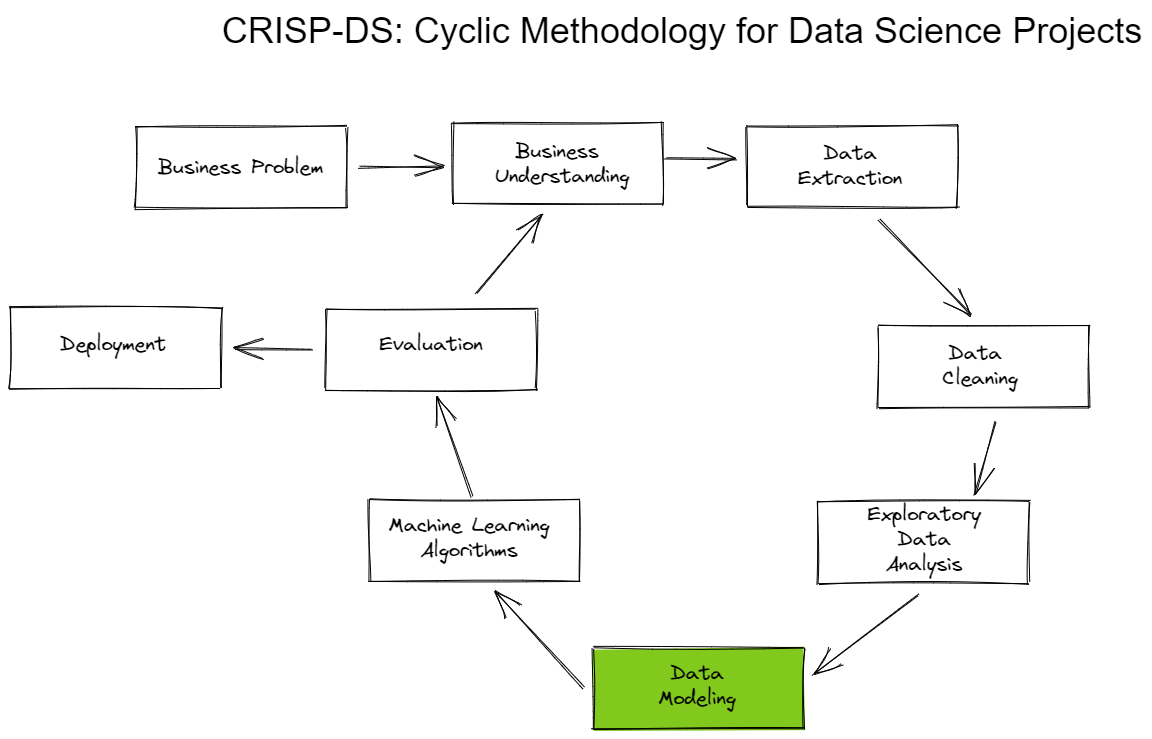 CRISP-DS: Cyclic Methodology for Data Science Projects
Business Problem
Business
Understanding
Data
Extraction
Deployment
Evaluation
Data
Cleaning
Machine Learning
Algorithms
Exploratory
Data
Analysis
Data
Modeling